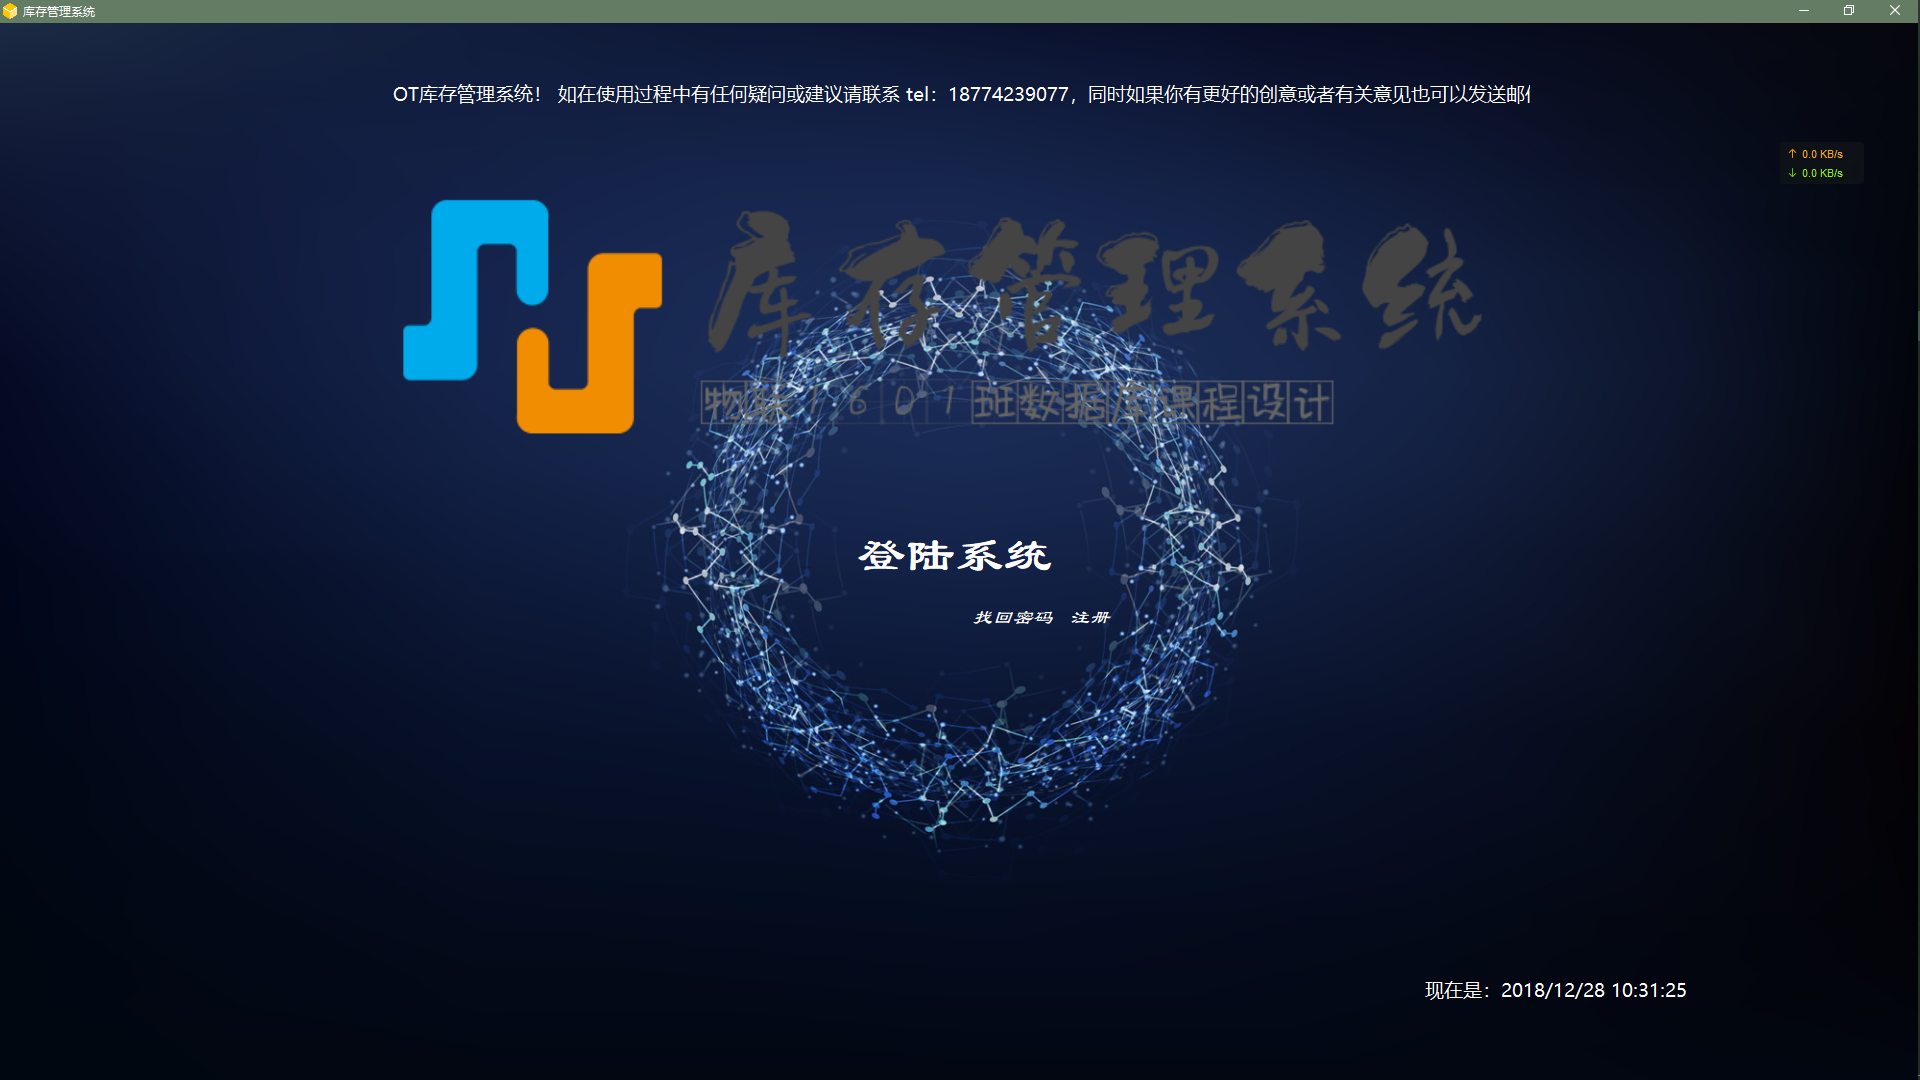 库存管理系统
OT库存管理系统！ 如在使用过程中有任何疑问或建议请联系 tel：18774239077，同时如果你有更好的创意或者有关意见也可以发送邮
↑ 0.0 KB/s
↓ 0.0 KB/s
库存管理系统
物联1601班数据库课程设计
登陆系统
找回密码 注册
现在是：2018/12/28 10:31:25